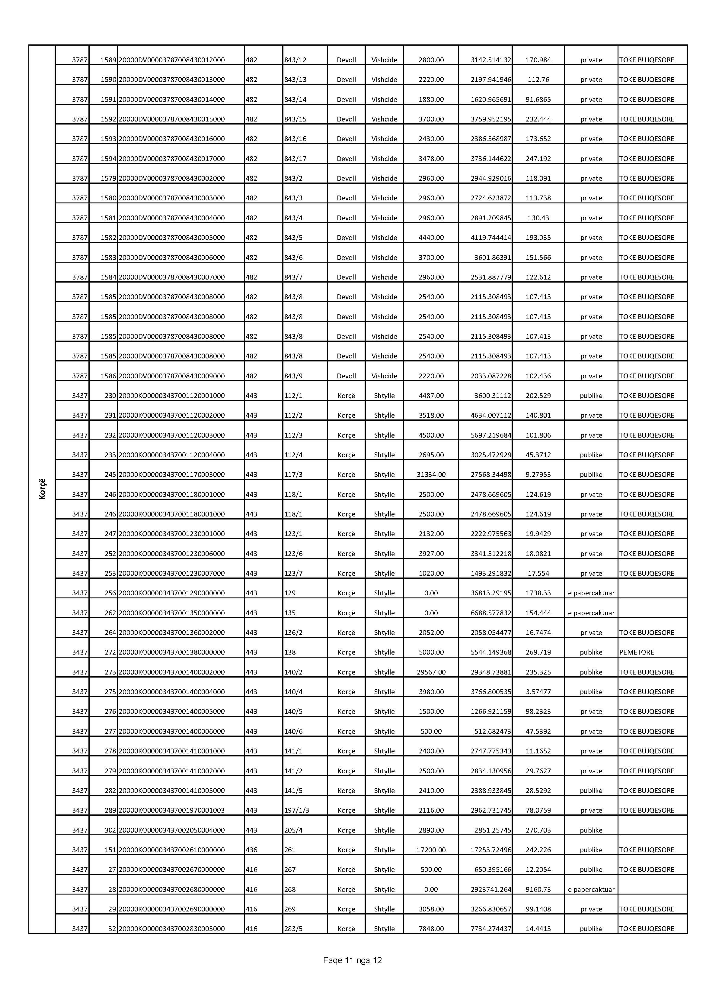 3787 1589 20000DV00003787008430012000 482 843/12 Devoll Vishcide 2800.00 3142.514132 170.984 private TOKE BUJQESORE
3787 1590 20000DV00003787008430013000 482 843/13 Devoll Vishcide 2220.00 2197.941946 112.76 private TOKE BUJQESORE
3787 1591 20000DV00003787008430014000 482 843/14 Devoll Vishcide 1880.00 1620.965691 91.6865 private TOKE BUJQESORE
3787 1592 20000DV00003787008430015000 482 843/15 Devoll Vishcide 3700.00 3759.952195 232.444 private TOKE BUJQESORE
3787 1593 20000DV00003787008430016000 482 843/16 Devoll Vishcide 2430.00 2386.568987 173.652 private TOKE BUJQESORE
3787 1594 20000DV00003787008430017000 482 843/17 Devoll Vishcide 3478.00 3736.144622 247.192 private TOKE BUJQESORE
3787 1579 20000DV00003787008430002000 482 843/2 Devoll Vishcide 2960.00 2944.929016 118.091 private TOKE BUJQESORE
3787 1580 20000DV00003787008430003000 482 843/3 Devoll Vishcide 2960.00 2724.623872 113.738 private TOKE BUJQESORE
3787 1581 20000DV00003787008430004000 482 843/4 Devoll Vishcide 2960.00 2891.209845 130.43 private TOKE BUJQESORE
3787 1582 20000DV00003787008430005000 482 843/5 Devoll Vishcide 4440.00 4119.744414 193.035 private TOKE BUJQESORE
3787 1583 20000DV00003787008430006000 482 843/6 Devoll Vishcide 3700.00 3601.86391 151.566 private TOKE BUJQESORE
3787 1584 20000DV00003787008430007000 482 843/7 Devoll Vishcide 2960.00 2531.887779 122.612 private TOKE BUJQESORE
3787 1585 20000DV00003787008430008000 482 843/8 Devoll Vishcide 2540.00 2115.308493 107.413 private TOKE BUJQESORE
3787 1585 20000DV00003787008430008000 482 843/8 Devoll Vishcide 2540.00 2115.308493 107.413 private TOKE BUJQESORE
3787 1585 20000DV00003787008430008000 482 843/8 Devoll Vishcide 2540.00 2115.308493 107.413 private TOKE BUJQESORE
3787 1585 20000DV00003787008430008000 482 843/8 Devoll Vishcide 2540.00 2115.308493 107.413 private TOKE BUJQESORE
3787 1586 20000DV00003787008430009000 482 843/9 Devoll Vishcide 2220.00 2033.087228 102.436 private TOKE BUJQESORE
3437 230 20000KO00003437001120001000 443 112/1 Korçë Shtylle 4487.00 3600.31112 202.529 publike TOKE BUJQESORE
3437 231 20000KO00003437001120002000 443 112/2 Korçë Shtylle 3518.00 4634.007112 140.801 private TOKE BUJQESORE
3437 232 20000KO00003437001120003000 443 112/3 Korçë Shtylle 4500.00 5697.219684 101.806 private TOKE BUJQESORE
3437 233 20000KO00003437001120004000 443 112/4 Korçë Shtylle 2695.00 3025.472929 45.3712 publike TOKE BUJQESORE
3437 245 20000KO00003437001170003000 443 117/3 Korçë Shtylle 31334.00 27568.34498 9.27953 publike TOKE BUJQESORE
Korçë
3437 246 20000KO00003437001180001000 443 118/1 Korçë Shtylle 2500.00 2478.669605 124.619 private TOKE BUJQESORE
3437 246 20000KO00003437001180001000 443 118/1 Korçë Shtylle 2500.00 2478.669605 124.619 private TOKE BUJQESORE
3437 247 20000KO00003437001230001000 443 123/1 Korçë Shtylle 2132.00 2222.975563 19.9429 private TOKE BUJQESORE
3437 252 20000KO00003437001230006000 443 123/6 Korçë Shtylle 3927.00 3341.512218 18.0821 private TOKE BUJQESORE
3437 253 20000KO00003437001230007000 443 123/7 Korçë Shtylle 1020.00 1493.291832 17.554 private TOKE BUJQESORE
3437 256 20000KO00003437001290000000 443 129 Korçë Shtylle 0.00 36813.29195 1738.33 e papercaktuar
3437 262 20000KO00003437001350000000 443 135 Korçë Shtylle 0.00 6688.577832 154.444 e papercaktuar
3437 264 20000KO00003437001360002000 443 136/2 Korçë Shtylle 2052.00 2058.054477 16.7474 private TOKE BUJQESORE
3437 272 20000KO00003437001380000000 443 138 Korçë Shtylle 5000.00 5544.149368 269.719 publike PEMETORE
3437 273 20000KO00003437001400002000 443 140/2 Korçë Shtylle 29567.00 29348.73881 235.325 publike TOKE BUJQESORE
3437 275 20000KO00003437001400004000 443 140/4 Korçë Shtylle 3980.00 3766.800535 3.57477 publike TOKE BUJQESORE
3437 276 20000KO00003437001400005000 443 140/5 Korçë Shtylle 1500.00 1266.921159 98.2323 private TOKE BUJQESORE
3437 277 20000KO00003437001400006000 443 140/6 Korçë Shtylle 500.00 512.682473 47.5392 private TOKE BUJQESORE
3437 278 20000KO00003437001410001000 443 141/1 Korçë Shtylle 2400.00 2747.775343 11.1652 private TOKE BUJQESORE
3437 279 20000KO00003437001410002000 443 141/2 Korçë Shtylle 2500.00 2834.130956 29.7627 private TOKE BUJQESORE
3437 282 20000KO00003437001410005000 443 141/5 Korçë Shtylle 2410.00 2388.933845 28.5292 publike TOKE BUJQESORE
3437 289 20000KO00003437001970001003 443 197/1/3 Korçë Shtylle 2116.00 2962.731745 78.0759 private TOKE BUJQESORE
3437 302 20000KO00003437002050004000 443 205/4 Korçë Shtylle 2890.00 2851.25745 270.703 publike
3437 151 20000KO00003437002610000000 436 261 Korçë Shtylle 17200.00 17253.72496 242.226 publike TOKE BUJQESORE
3437 27 20000KO00003437002670000000 416 267 Korçë Shtylle 500.00 650.395166 12.2054 publike TOKE BUJQESORE
3437 28 20000KO00003437002680000000 416 268 Korçë Shtylle 0.00 2923741.264 9160.73 e papercaktuar
3437 29 20000KO00003437002690000000 416 269 Korçë Shtylle 3058.00 3266.830657 99.1408 private TOKE BUJQESORE
3437 32 20000KO00003437002830005000 416 283/5 Korçë Shtylle 7848.00 7734.274437 14.4413 publike TOKE BUJQESORE
Faqe 11 nga 12